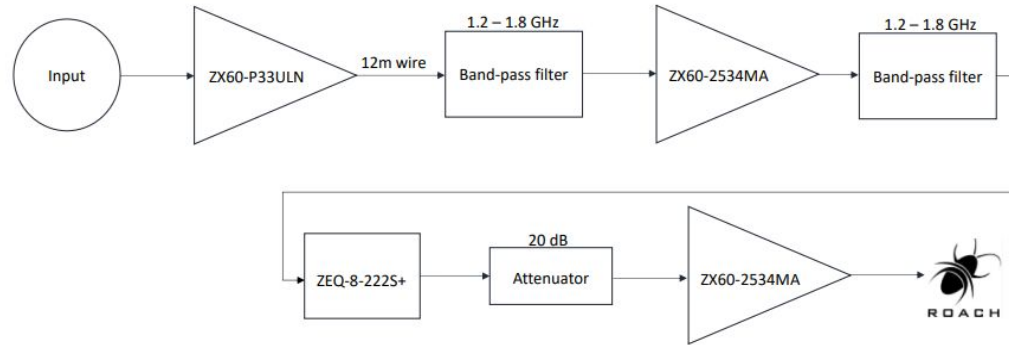 Input
ZX60-P33ULN
12m wire
1.2 – 1.8 GHz
Band-pass filter
ZX60-2534MA
1.2 – 1.8 GHz
Band-pass filter
ZEQ-8-222S+
20 dB
Attenuator
ZX60-2534MA
ROACH